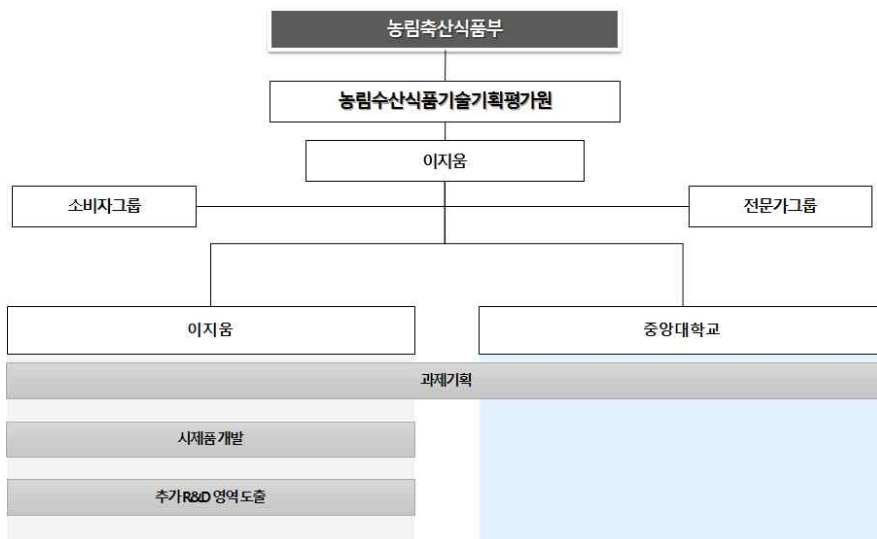 농림축산식품부
농림수산식품기술기획평가원
이지움
소비자그룹
전문가그룹
이지움
중앙대학교
과제기획
시제품 개발
추가 R&D 영역 도출